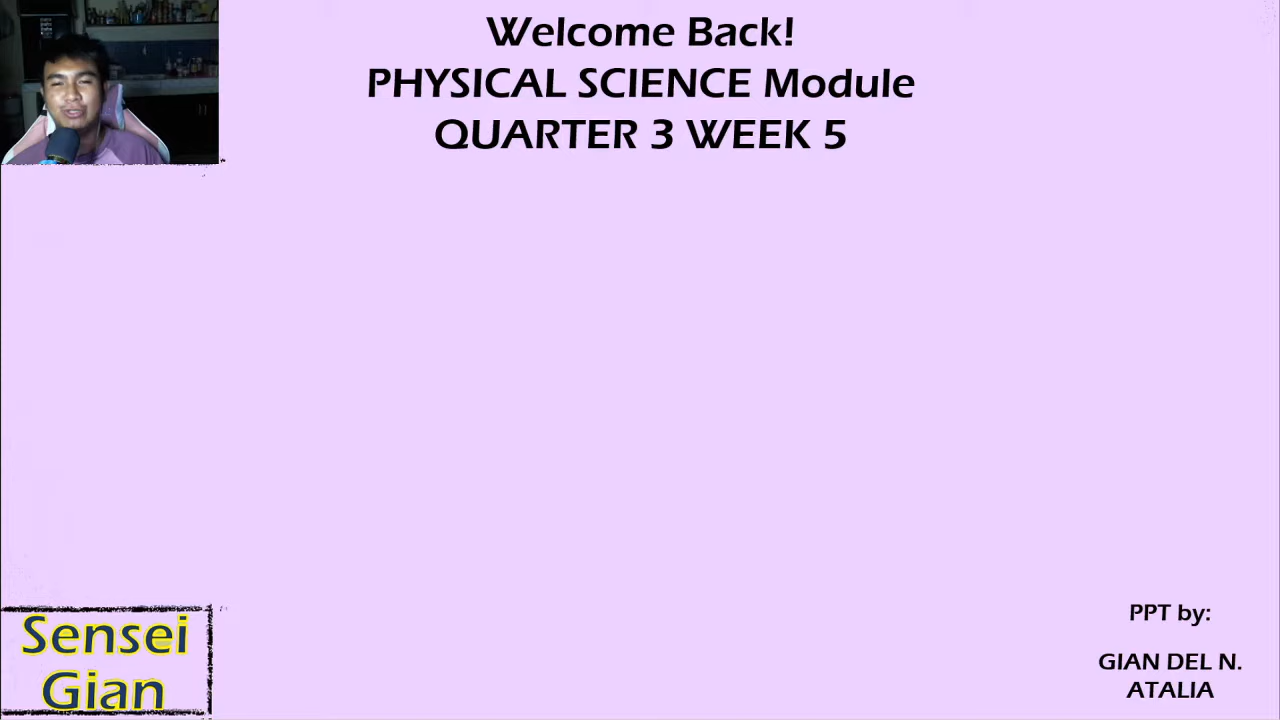 Welcome Back!
PHYSICAL SCIENCE Module
QUARTER 3 WEEK 5
Sensei
Gian
PPT by:
GIAN DEL N.
ATALIA